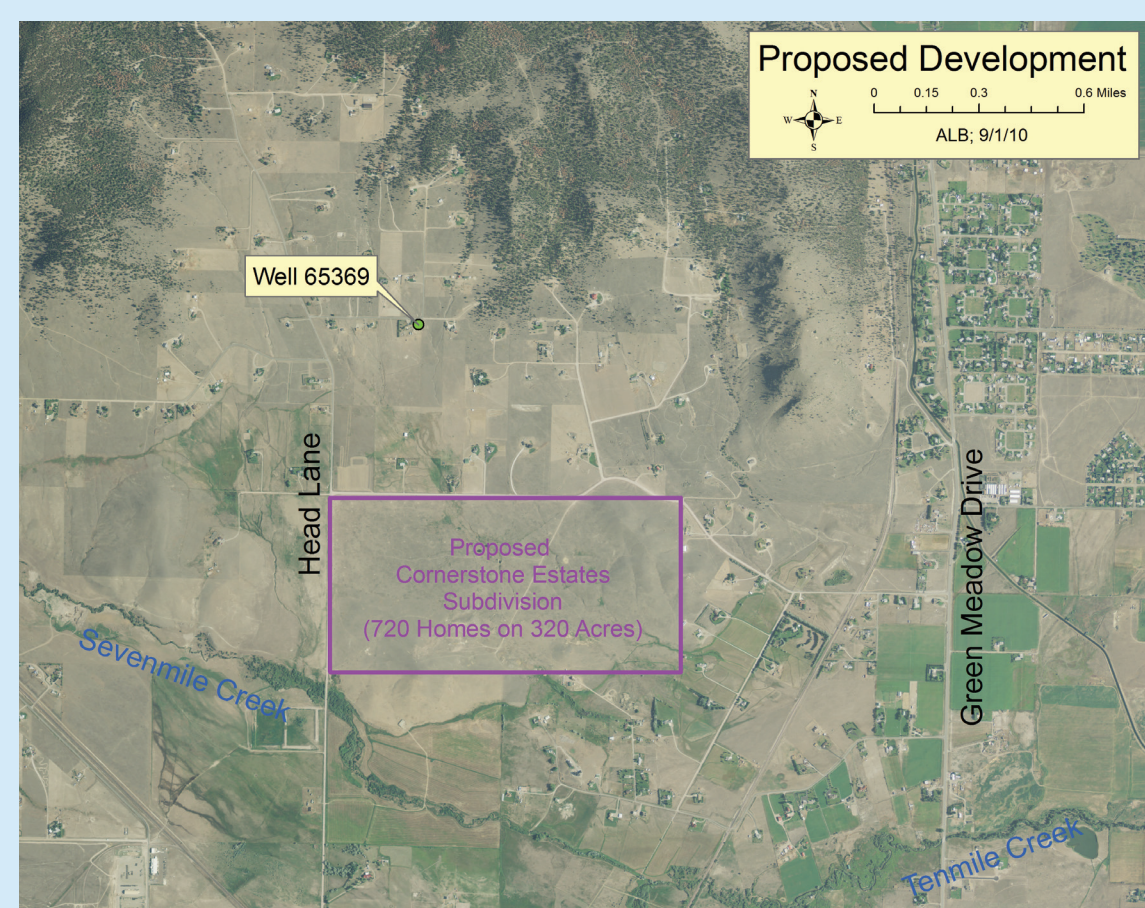 Proposed Development
N
W E
S
0 0.15 0.3 0.6 Miles
ALB; 9/1/10
Well 65369
Head Lane
Proposed
Cornerstone Estates
Subdivision
(720 Homes on 320 Acres)
Green Meadow Drive
Sevenmile Creek
Tenmile Creek